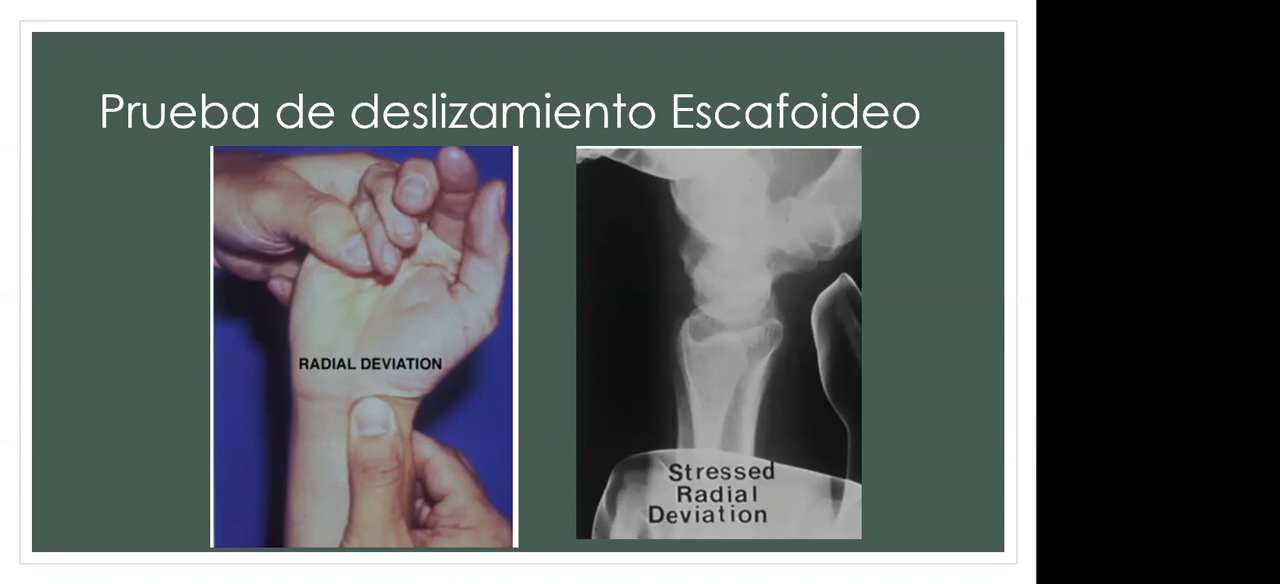 Prueba de deslizamiento Escafoideo
RADIAL DEVIATION
Stressed
Radial
Deviation